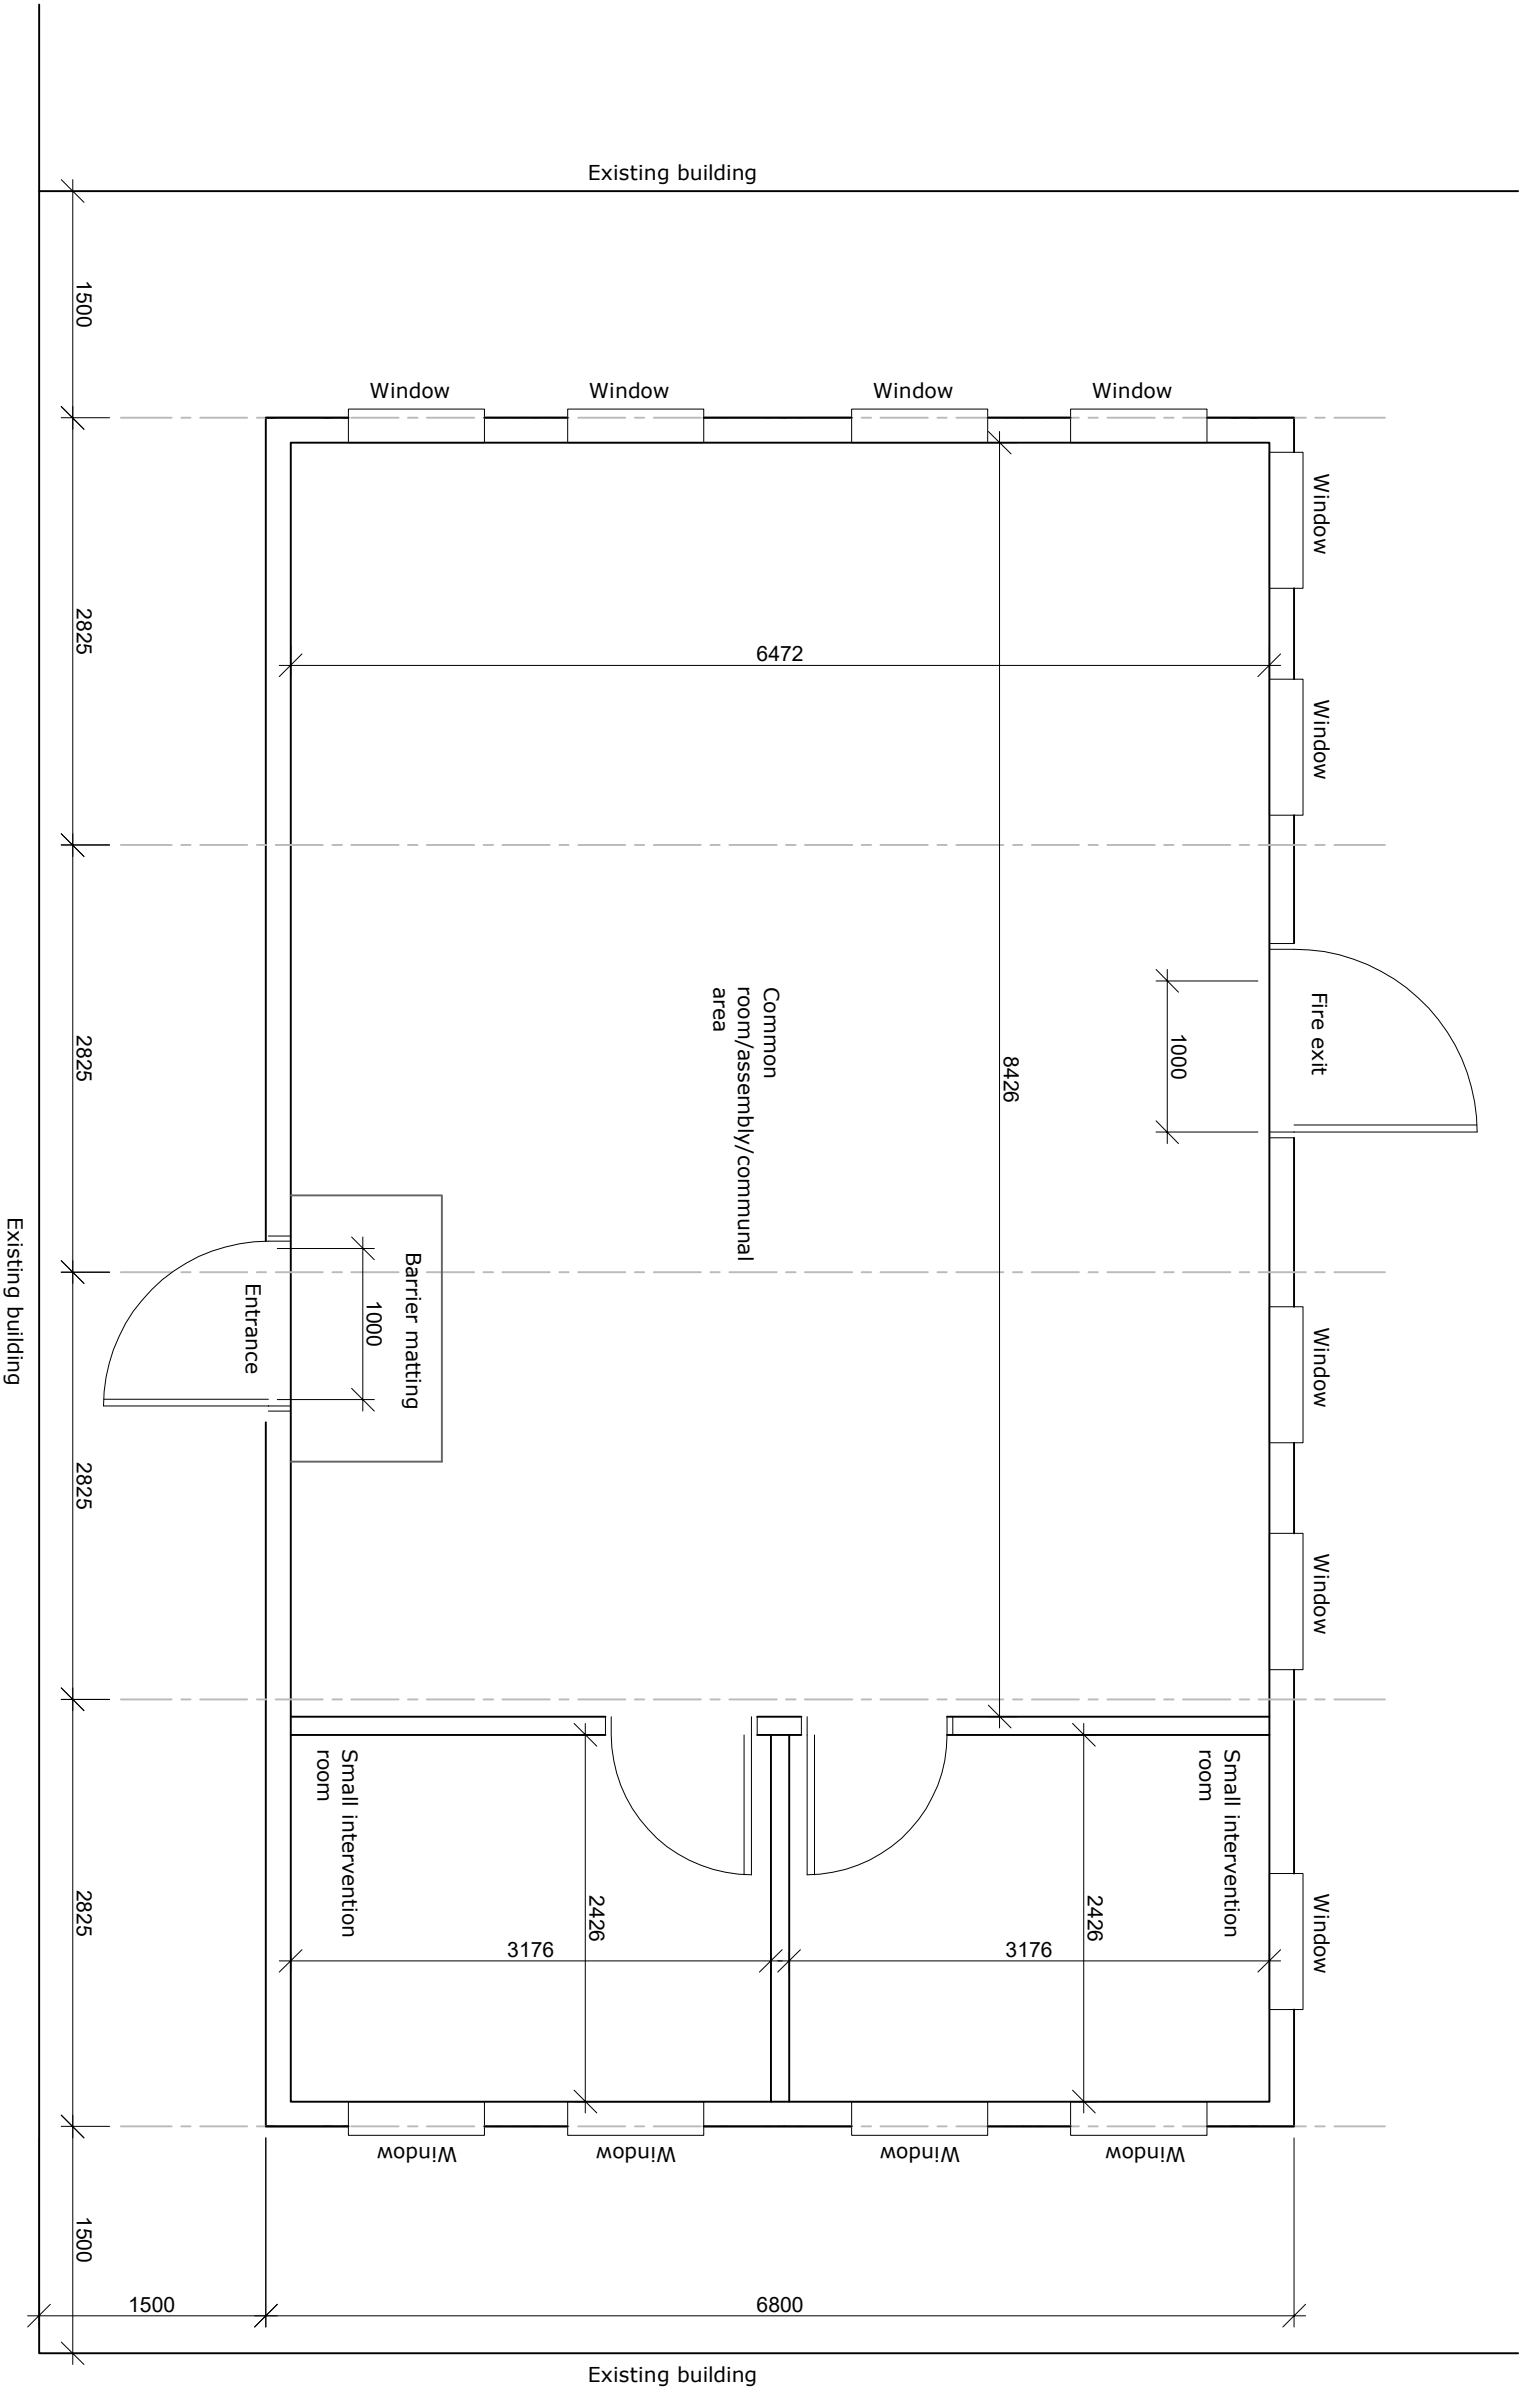 Existing building
1500
Window
Window
Window
Window
Window
2825
6472
Window
Fire exit
1000
2825
8426
Common
room/assembly/communal
area
Existing building
Entrance
1000
Barrier matting
Window
2825
Window
Small intervention
room
Small intervention
room
2825
2426
2426
3176
3176
Window
Window
Window
Window
Window
1500
1500
6800
Existing building